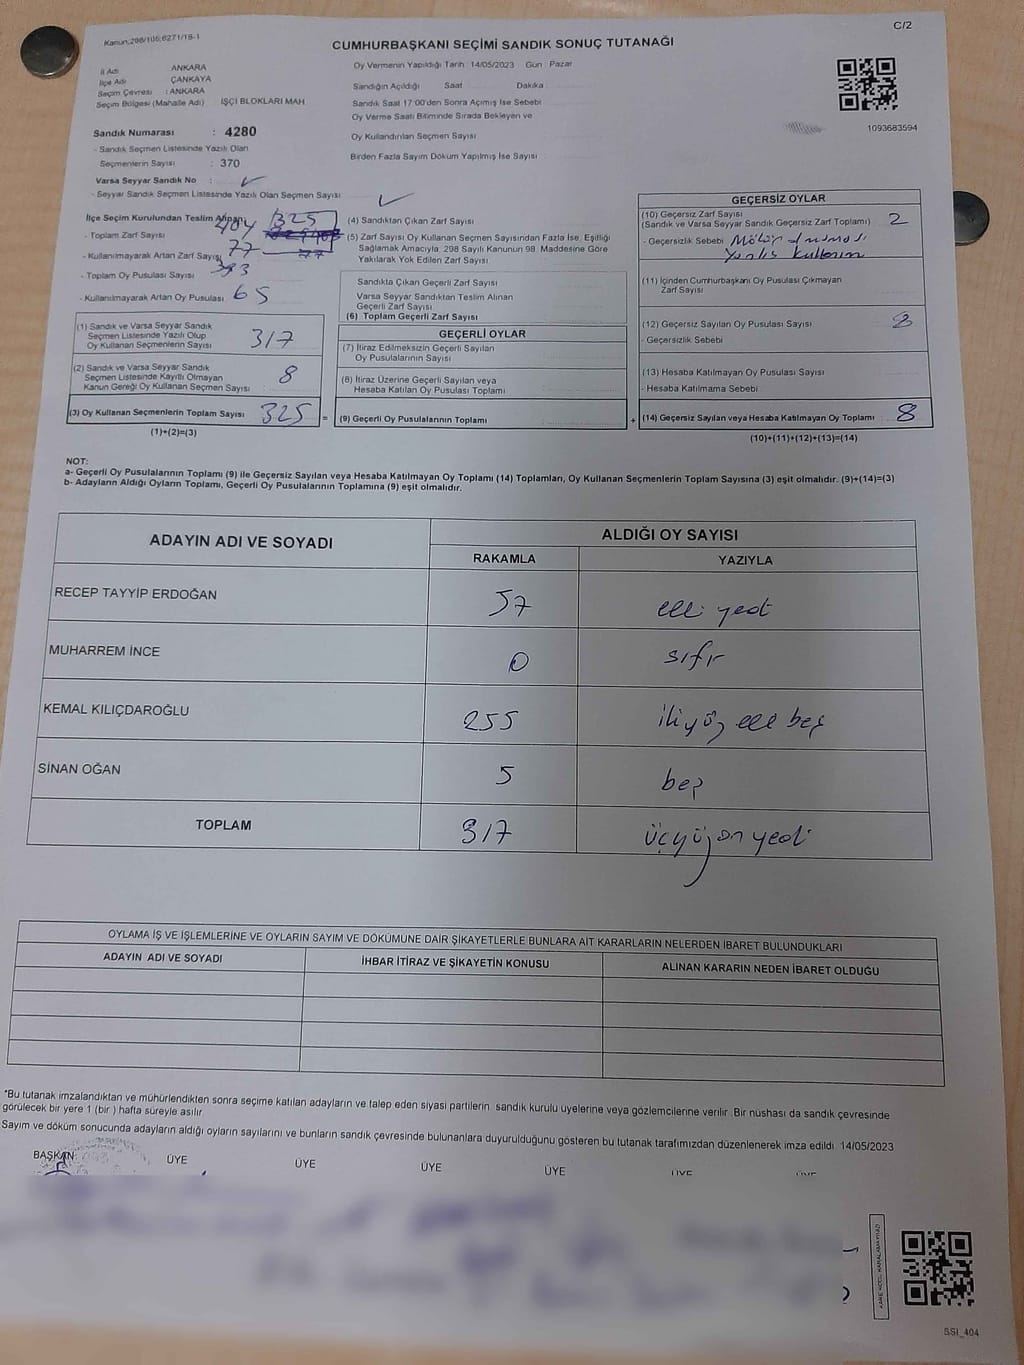 C/2
Kanun;298/105;6271/18-1
CUMHURBAŞKANI SEÇİMİ SANDIK SONUÇ TUTANAĞI
İl Adı ANKARA
İlçe Adı ÇANKAYA
Seçim Çevresi : ANKARA
Seçim Bölgesi (Mahalle Adı) İŞÇİ BLOKLARI MAH
Sandık Numarası : 4280
- Sandık Seçmen Listesinde Yazılı Olan
Seçmenlerin Sayısı : 370
Varsa Seyyar Sandık No :
- Seyyar Sandık Seçmen Listesinde Yazılı Olan Seçmen Sayısı
Oy Vermenin Yapıldığı Tarih : 14/05/2023 Gün : Pazar
Sandığın Açıldığı Saat Dakika
Sandık Saat 17:00'den Sonra Açımış İse Sebebi
Oy Verme Saati Bitiminde Sırada Bekleyen ve
Oy Kullandırılan Seçmen Sayısı
Birden Fazla Sayım Döküm Yapılmış İse Sayısı
1093683594
İlçe Seçim Kurulundan Teslim Alınan
- Toplam Zarf Sayısı 404
- Kullanılmayarak Artan Zarf Sayısı 77
- Toplam Oy Pusulası Sayısı
- Kullanılmayarak Artan Oy Pusulası 65
325
(4) Sandıktan Çıkan Zarf Sayısı
(5) Zarf Sayısı Oy Kullanan Seçmen Sayısından Fazla İse, Eşitliği
Sağlamak Amacıyla, 298 Sayılı Kanunun 98. Maddesine Göre
Yakılarak Yok Edilen Zarf Sayısı
Sandıkta Çıkan Geçerli Zarf Sayısı
Varsa Seyyar Sandıktan Teslim Alınan
Geçerli Zarf Sayısı
(6) Toplam Geçerli Zarf Sayısı
GEÇERSİZ OYLAR
(10) Geçersiz Zarf Sayısı
(Sandık ve Varsa Seyyar Sandık Geçersiz Zarf Toplamı) 2
- Geçersizlik Sebebi Mühür
Yanlış kullanım
(11) İçinden Cumhurbaşkanı Oy Pusulası Çıkmayan
Zarf Sayısı
(12) Geçersiz Sayılan Oy Pusulası Sayısı 8
- Geçersizlik Sebebi
(13) Hesaba Katılmayan Oy Pusulası Sayısı
- Hesaba Katılmama Sebebi
(14) Geçersiz Sayılan veya Hesaba Katılmayan Oy Toplamı 8
(10)+(11)+(12)+(13)=(14)
(1) Sandık ve Varsa Seyyar Sandık
Seçmen Listesinde Yazılı Olup
Oy Kullanan Seçmenlerin Sayısı 317
(2) Sandık ve Varsa Seyyar Sandık
Seçmen Listesinde Kayıtlı Olmayan
Kanun Gereği Oy Kullanan Seçmen Sayısı 8
(3) Oy Kullanan Seçmenlerin Toplam Sayısı 325 =
(1)+(2)=(3)
GEÇERLİ OYLAR
(7) İtiraz Edilmeksizin Geçerli Sayılan
Oy Pusulalarının Sayısı
(8) İtiraz Üzerine Geçerli Sayılan veya
Hesaba Katılan Oy Pusulası Toplamı
(9) Geçerli Oy Pusulalarının Toplamı +
NOT:
a- Geçerli Oy Pusulalarının Toplamı (9) ile Geçersiz Sayılan veya Hesaba Katılmayan Oy Toplamı (14) Toplamları, Oy Kullanan Seçmenlerin Toplam Sayısına (3) eşit olmalıdır. (9)+(14)=(3)
b- Adayların Aldığı Oyların Toplamı, Geçerli Oy Pusulalarının Toplamına (9) eşit olmalıdır.
ADAYIN ADI VE SOYADI
ALDIĞI OY SAYISI
RAKAMLA YAZIYLA
RECEP TAYYİP ERDOĞAN 57 elli yedi
MUHARREM İNCE 0 sıfır
KEMAL KILIÇDAROĞLU 255 ikiyüz elli beş
SİNAN OĞAN 5 beş
TOPLAM 317 üçyüz on yedi
OYLAMA İŞ VE İŞLEMLERİNE VE OYLARIN SAYIM VE DÖKÜMÜNE DAİR ŞİKAYETLERLE BUNLARA AİT KARARLARIN NELERDEN İBARET BULUNDUKLARI
ADAYIN ADI VE SOYADI İHBAR İTİRAZ VE ŞİKAYETİN KONUSU ALINAN KARARIN NEDEN İBARET OLDUĞU
*Bu tutanak imzalandıktan ve mühürlendikten sonra seçime katılan adayların ve talep eden siyasi partilerin sandık kurulu üyelerine veya gözlemcilerine verilir. Bir nüshası da sandık çevresinde
görülecek bir yere 1 (bir ) hafta süreyle asılır.
Sayım ve döküm sonucunda adayların aldığı oyların sayılarını ve bunların sandık çevresinde bulunanlara duyurulduğunu gösteren bu tutanak tarafımızdan düzenlenerek imza edildi. 14/05/2023
BAŞKAN ÜYE ÜYE ÜYE ÜYE ÜYE ÜYE
KARE KODU KARALAMAYINIZ!
SSI_404